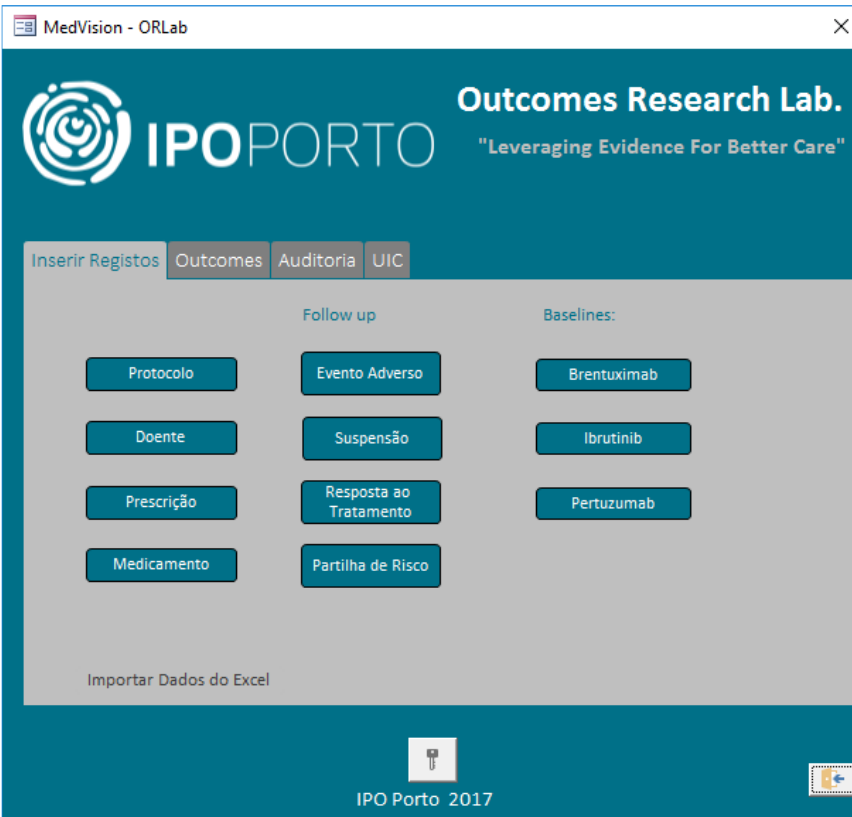 MedVision - ORLab
IPOPORTO
Outcomes Research Lab.
"Leveraging Evidence For Better Care"
Inserir Registos
Outcomes
Auditoria
UIC
Follow up
Baselines:
Protocolo
Evento Adverso
Brentuximab
Doente
Suspensão
Ibrutinib
Prescrição
Resposta ao
Tratamento
Pertuzumab
Medicamento
Partilha de Risco
Importar Dados do Excel
IPO Porto 2017